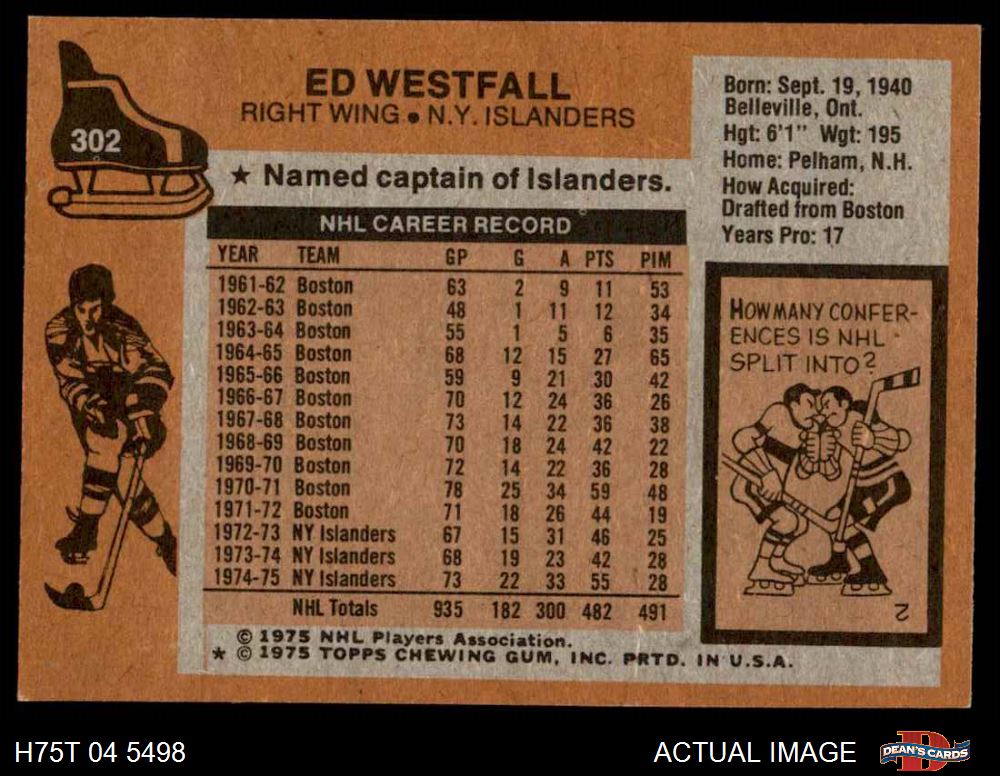 302
ED WESTFALL
RIGHT WING • N.Y. ISLANDERS
★ Named captain of Islanders.
Born: Sept. 19, 1940
Belleville, Ont.
Hgt: 6'1" Wgt: 195
Home: Pelham, N.H.
How Acquired:
Drafted from Boston
Years Pro: 17
NHL CAREER RECORD
YEAR TEAM GP G A PTS PIM
1961-62 Boston 63 2 9 11 53
1962-63 Boston 48 1 11 12 34
1963-64 Boston 55 1 5 6 35
1964-65 Boston 68 12 15 27 65
1965-66 Boston 59 9 21 30 42
1966-67 Boston 70 12 24 36 26
1967-68 Boston 73 14 22 36 38
1968-69 Boston 70 18 24 42 22
1969-70 Boston 72 14 22 36 28
1970-71 Boston 78 25 34 59 48
1971-72 Boston 71 18 26 44 19
1972-73 NY Islanders 67 15 31 46 25
1973-74 NY Islanders 68 19 23 42 28
1974-75 NY Islanders 73 22 33 55 28
NHL Totals 935 182 300 482 491
HOW MANY CONFER-
ENCES IS NHL
SPLIT INTO?
2
© 1975 NHL Players Association.
★ © 1975 TOPPS CHEWING GUM, INC. PRTD. IN U.S.A.
H75T 04 5498
ACTUAL IMAGE
DEAN'S CARDS